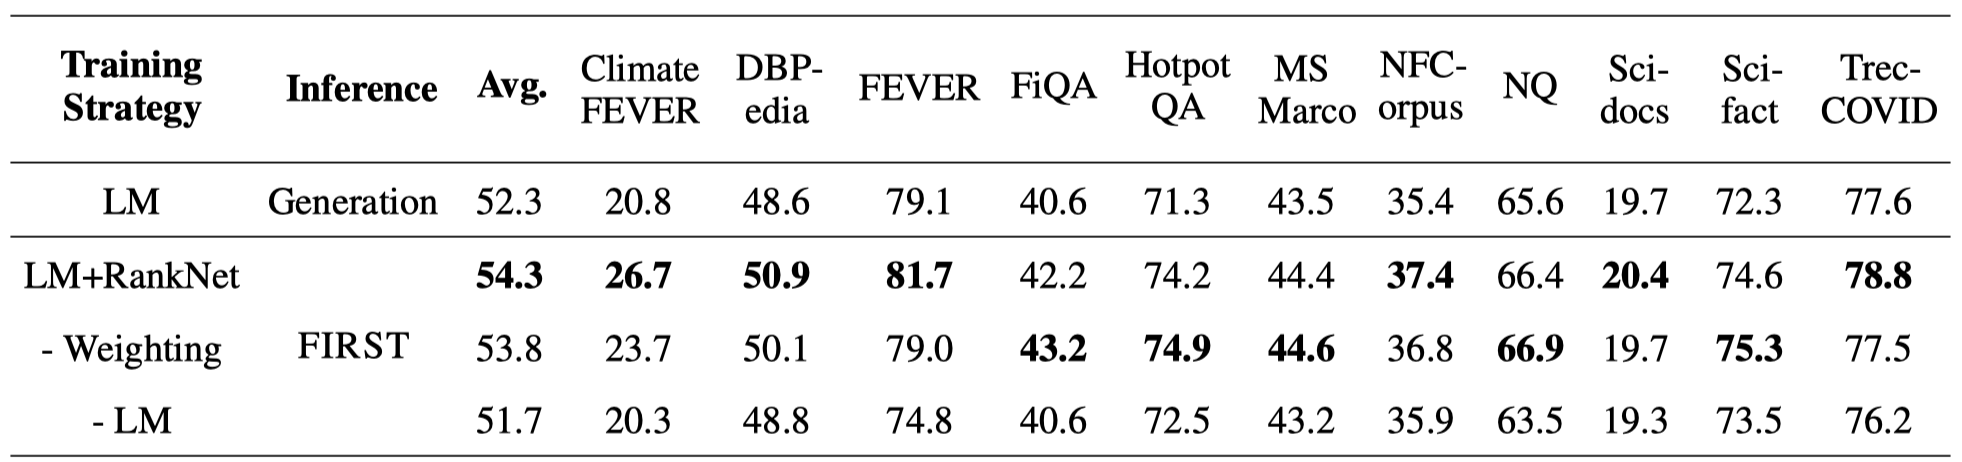 Training Strategy Inference Avg. Climate FEVER DBP-edia FEVER FiQA Hotpot QA MS Marco NFC-orpus NQ Sci-docs Sci-fact Trec-COVID
LM Generation 52.3 20.8 48.6 79.1 40.6 71.3 43.5 35.4 65.6 19.7 72.3 77.6
LM+RankNet 54.3 26.7 50.9 81.7 42.2 74.2 44.4 37.4 66.4 20.4 74.6 78.8
- Weighting FIRST 53.8 23.7 50.1 79.0 43.2 74.9 44.6 36.8 66.9 19.7 75.3 77.5
- LM 51.7 20.3 48.8 74.8 40.6 72.5 43.2 35.9 63.5 19.3 73.5 76.2